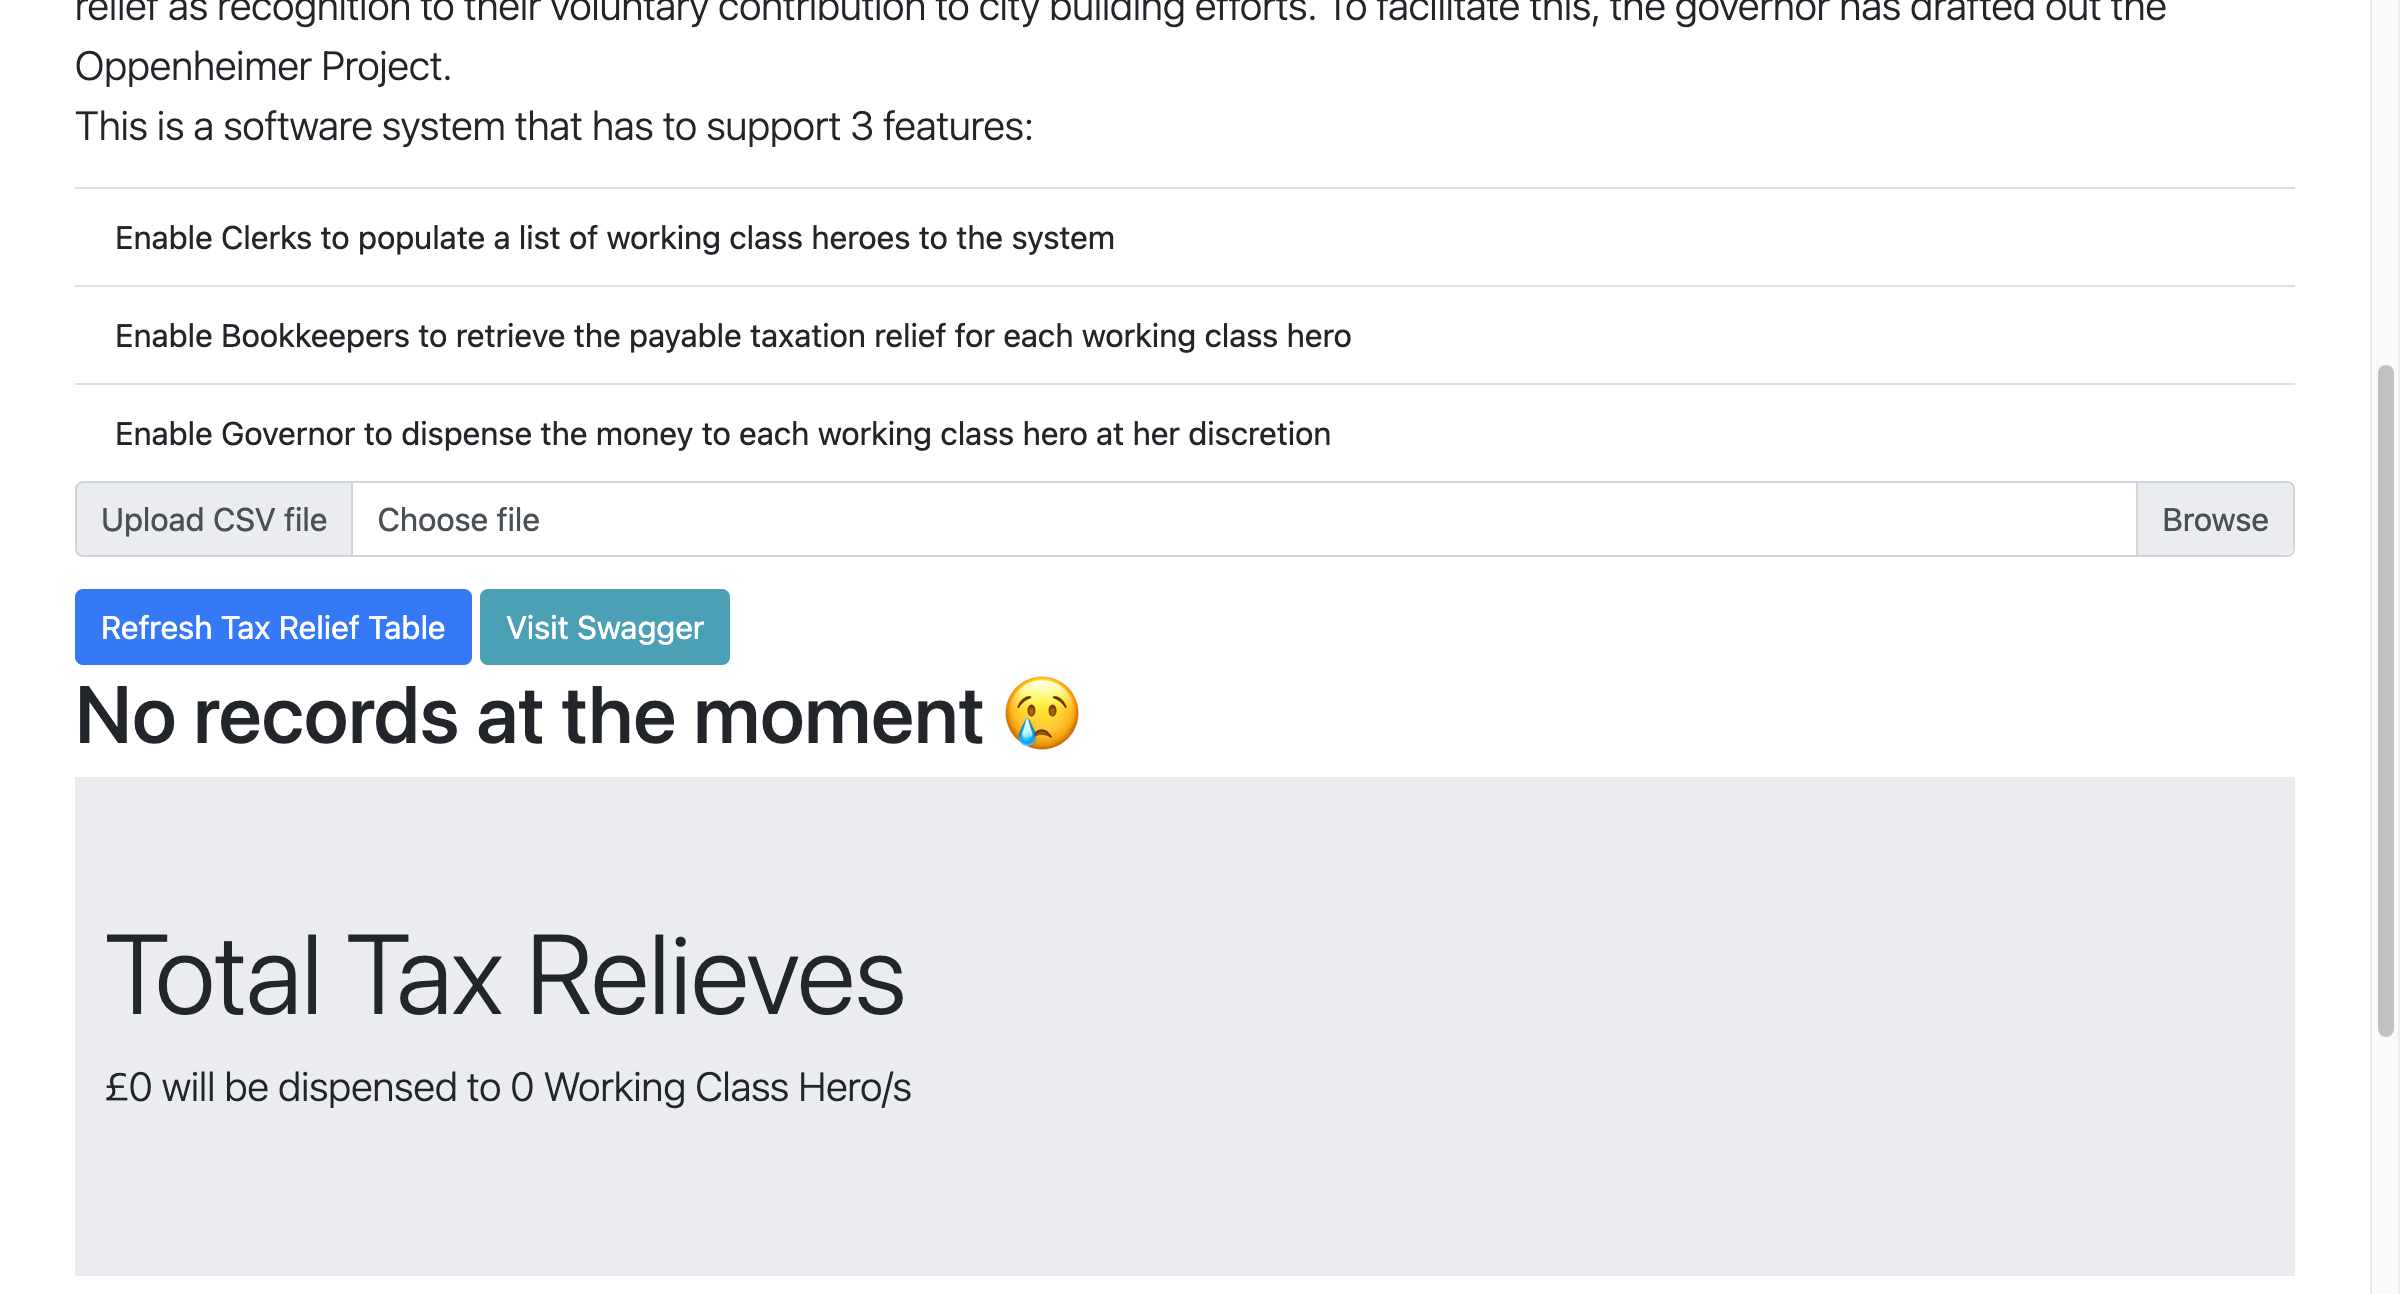 relief as recognition to their voluntary contribution to city building efforts. To facilitate this, the governor has drafted out the
Oppenheimer Project.
This is a software system that has to support 3 features:
Enable Clerks to populate a list of working class heroes to the system
Enable Bookkeepers to retrieve the payable taxation relief for each working class hero
Enable Governor to dispense the money to each working class hero at her discretion
Upload CSV file Choose file Browse
Refresh Tax Relief Table Visit Swagger
No records at the moment 😢
Total Tax Relieves
£0 will be dispensed to 0 Working Class Hero/s